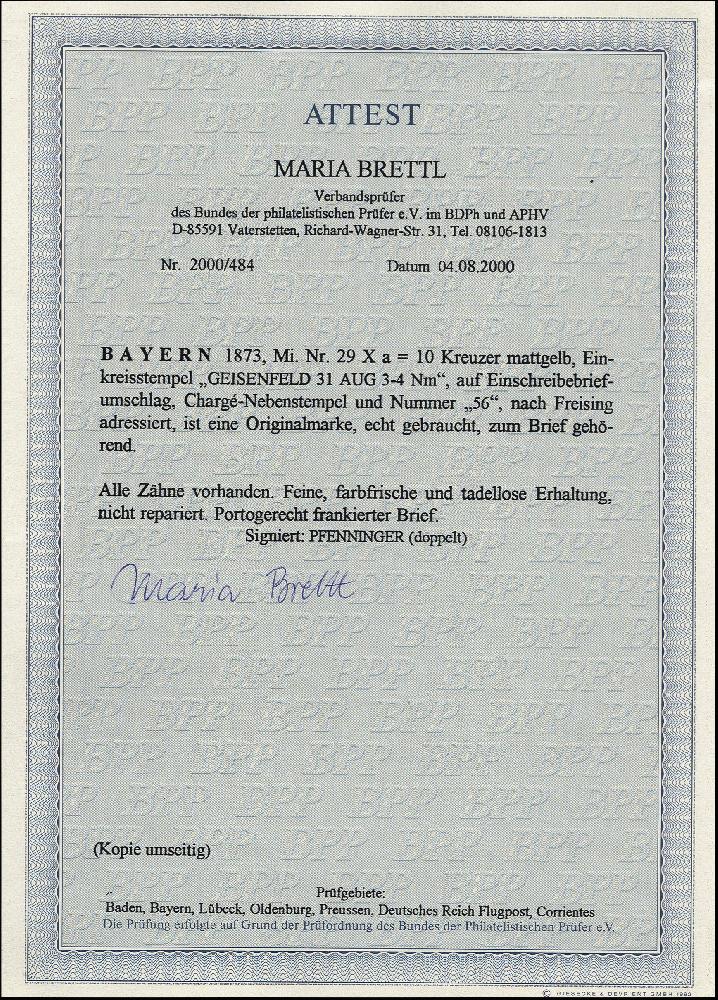 ATTEST
MARIA BRETTL
Verbandsprüfer
des Bundes der philatelistischen Prüfer e.V. im BDPh und APHV
D-85591 Vaterstetten, Richard-Wagner-Str. 31, Tel. 08106-1813
Nr. 2000/484 Datum 04.08.2000
BAYERN 1873, Mi. Nr. 29 X a = 10 Kreuzer mattgelb, Ein-
kreisstempel „GEISENFELD 31 AUG 3-4 Nm“, auf Einschreibebrief-
umschlag, Chargé-Nebenstempel und Nummer „56“, nach Freising
adressiert, ist eine Originalmarke, echt gebraucht, zum Brief gehö-
rend.
Alle Zähne vorhanden. Feine, farbfrische und tadellose Erhaltung,
nicht repariert. Portogerecht frankierter Brief.
Signiert: PFENNINGER (doppelt)
Maria Brettl
(Kopie umseitig)
Prüfgebiete:
Baden, Bayern, Lübeck, Oldenburg, Preussen, Deutsches Reich Flugpost, Corrientes
Die Prüfung erfolgte auf Grund der Prüfordnung des Bundes der Philatelistischen Prüfer e.V.
© GIESECKE & DEVRIENT GMBH